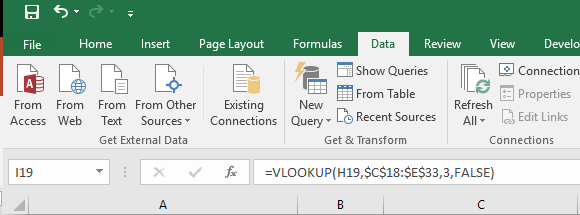 File Home Insert Page Layout Formulas Data Review View Develo
From Access
From Web
From Text
From Other Sources
Existing Connections
New Query
Show Queries
From Table
Recent Sources
Refresh All
Connection
Properties
Edit Links
Get External Data Get & Transform Connections
I19 fx =VLOOKUP(H19,$C$18:$E$33,3,FALSE)
A B C